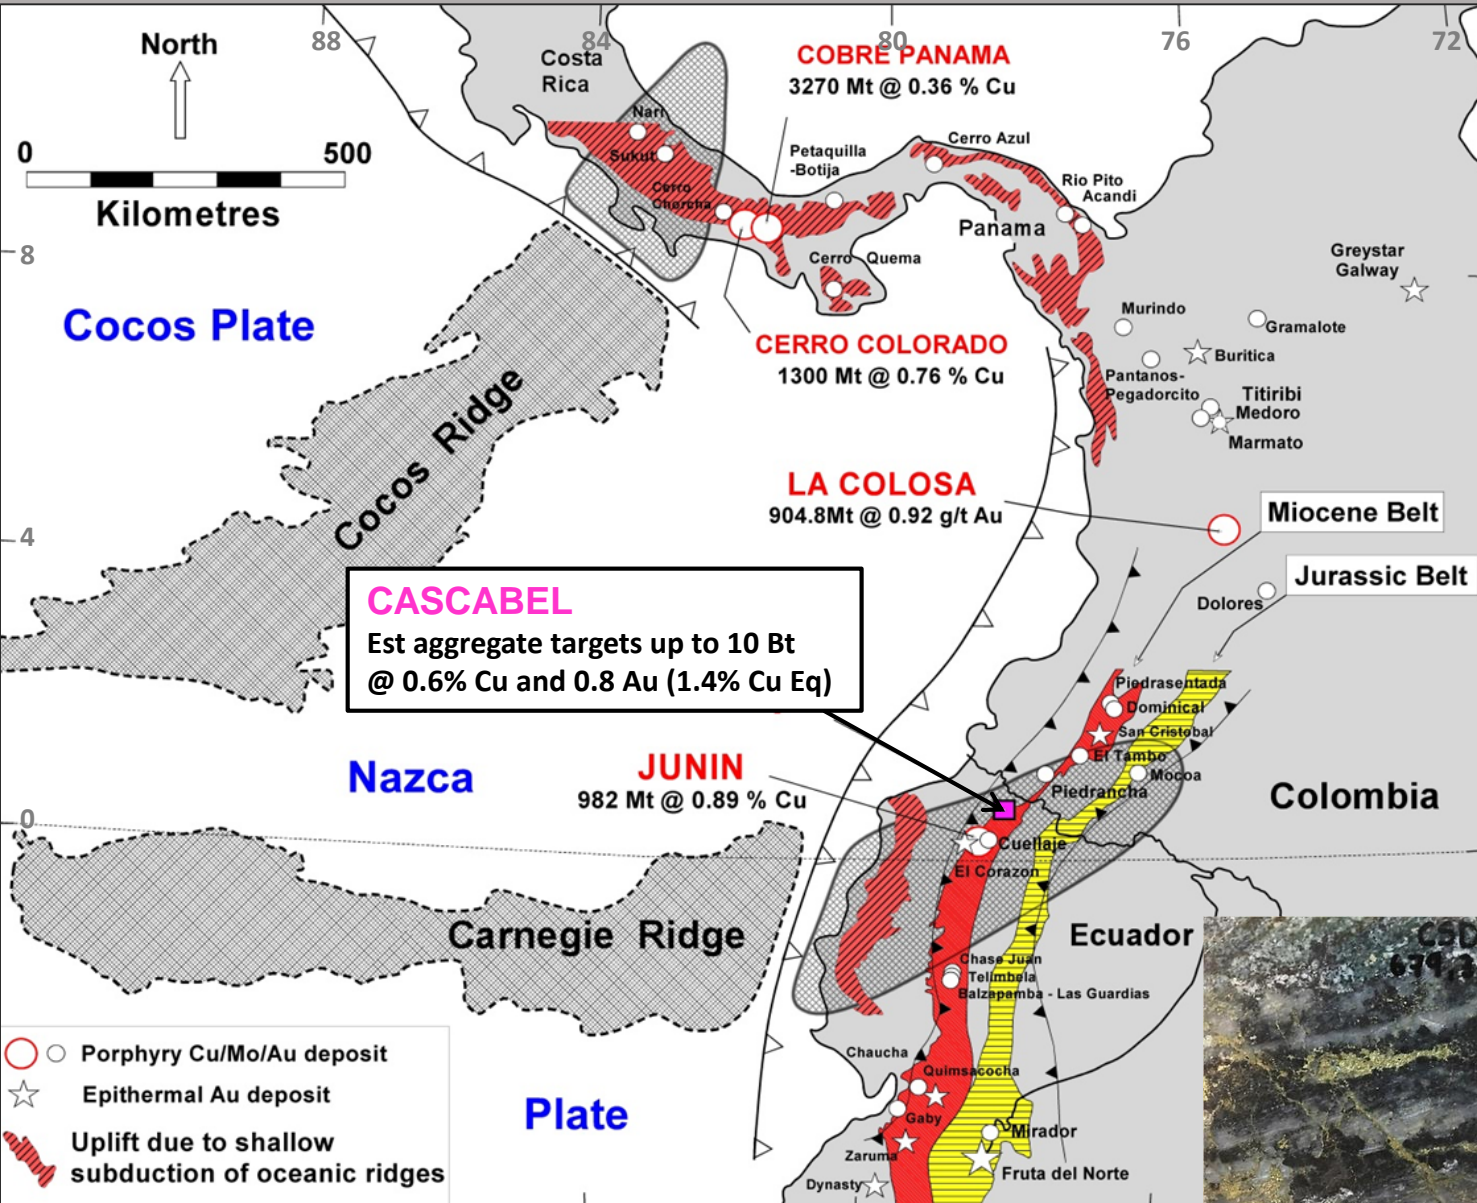 88
84
80
76
72
North
0
500
Kilometres
Costa
Rica
COBRE PANAMA
3270 Mt @ 0.36 % Cu
Nari
Sukut
Cerro
Chorcha
Petaquilla
-Botija
Cerro Azul
Rio Pito
Acandi
Panama
Cerro Quema
Greystar
Galway
8
Cocos Plate
Murindo
Gramalote
CERRO COLORADO
1300 Mt @ 0.76 % Cu
Buritica
Pantanos-
Pegadorcito
Titiribi
Medoro
Marmato
Cocos Ridge
LA COLOSA
904.8Mt @ 0.92 g/t Au
4
Miocene Belt
Jurassic Belt
Dolores
CASCABEL
Est aggregate targets up to 10 Bt
@ 0.6% Cu and 0.8 Au (1.4% Cu Eq)
Piedrasentada
Dominical
San Cristobal
El Tambo
Mocoa
Piedrancha
Nazca
JUNIN
982 Mt @ 0.89 % Cu
Colombia
0
Cuellaje
El Corazon
Carnegie Ridge
Ecuador
Chase Juan
Telimbela
Balzapamba - Las Guardias
Chaucha
Quimsacocha
Gaby
Plate
Mirador
Zaruma
Fruta del Norte
Dynasty
Porphyry Cu/Mo/Au deposit
Epithermal Au deposit
Uplift due to shallow
subduction of oceanic ridges